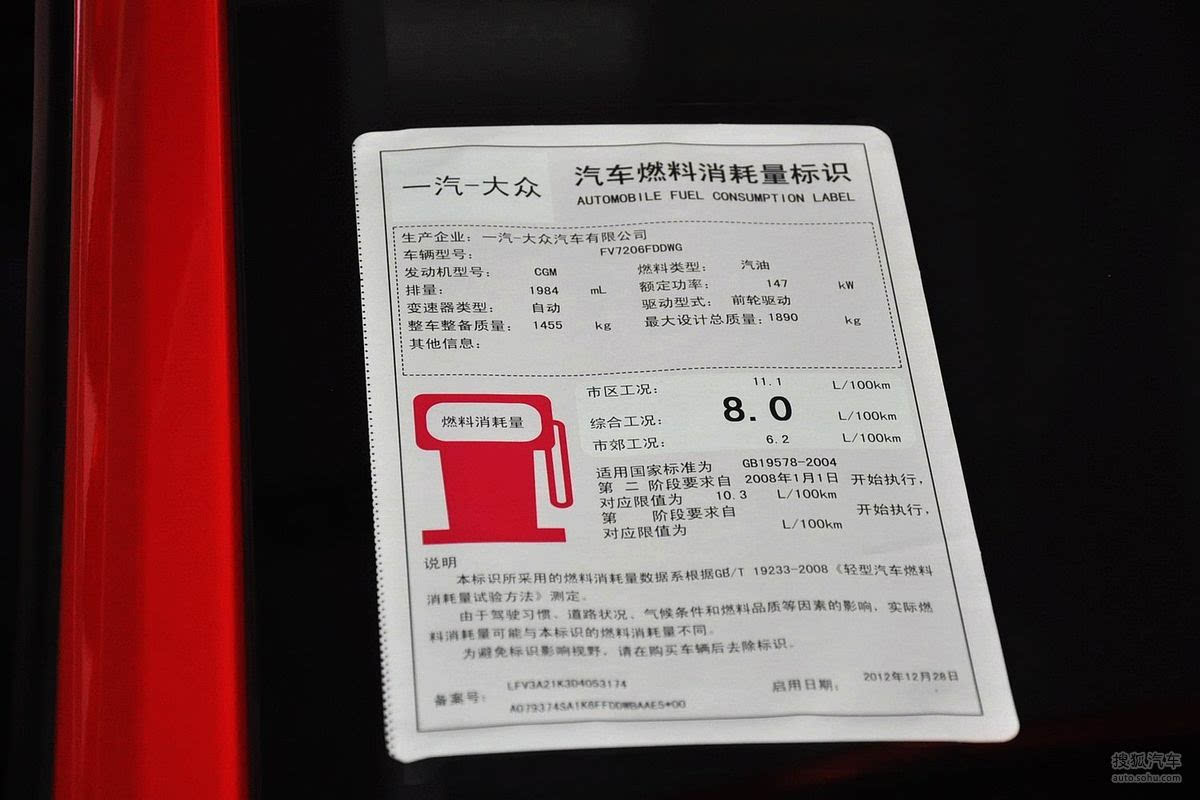 一汽-大众
汽车燃料消耗量标识
AUTOMOBILE FUEL CONSUMPTION LABEL
生产企业: 一汽-大众汽车有限公司
车辆型号: FV7206FDDWG
发动机型号: CGM 燃料类型: 汽油
排量: 1984 mL 额定功率: 147 kW
变速器类型: 自动 驱动型式: 前轮驱动
整车整备质量: 1455 kg 最大设计总质量: 1890 kg
其他信息:
燃料消耗量
市区工况: 11.1 L/100km
综合工况: 8.0 L/100km
市郊工况: 6.2 L/100km
适用国家标准为 GB19578-2004
第 二 阶段要求自 2008年1月1日 开始执行,
对应限值为 10.3 L/100km
第 阶段要求自 开始执行,
对应限值为 L/100km
说明
本标识所采用的燃料消耗量数据系根据GB/T 19233-2008《轻型汽车燃料
消耗量试验方法》测定。
由于驾驶习惯、道路状况、气候条件和燃料品质等因素的影响，实际燃
料消耗量可能与本标识的燃料消耗量不同。
为避免标识影响视野，请在购买车辆后去除标识。
备案号: LFV3A21K3D4053174
启用日期: 2012年12月28日
搜狐汽车
auto.sohu.com